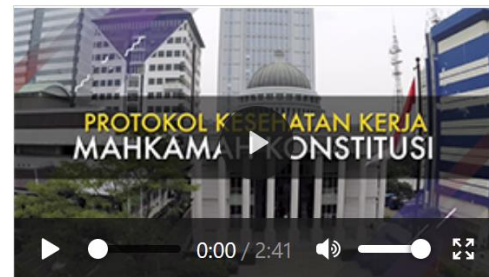 PROTOKOL KESEHATAN KERJA
MAHKAMAH KONSTITUSI
0:00 / 2:41